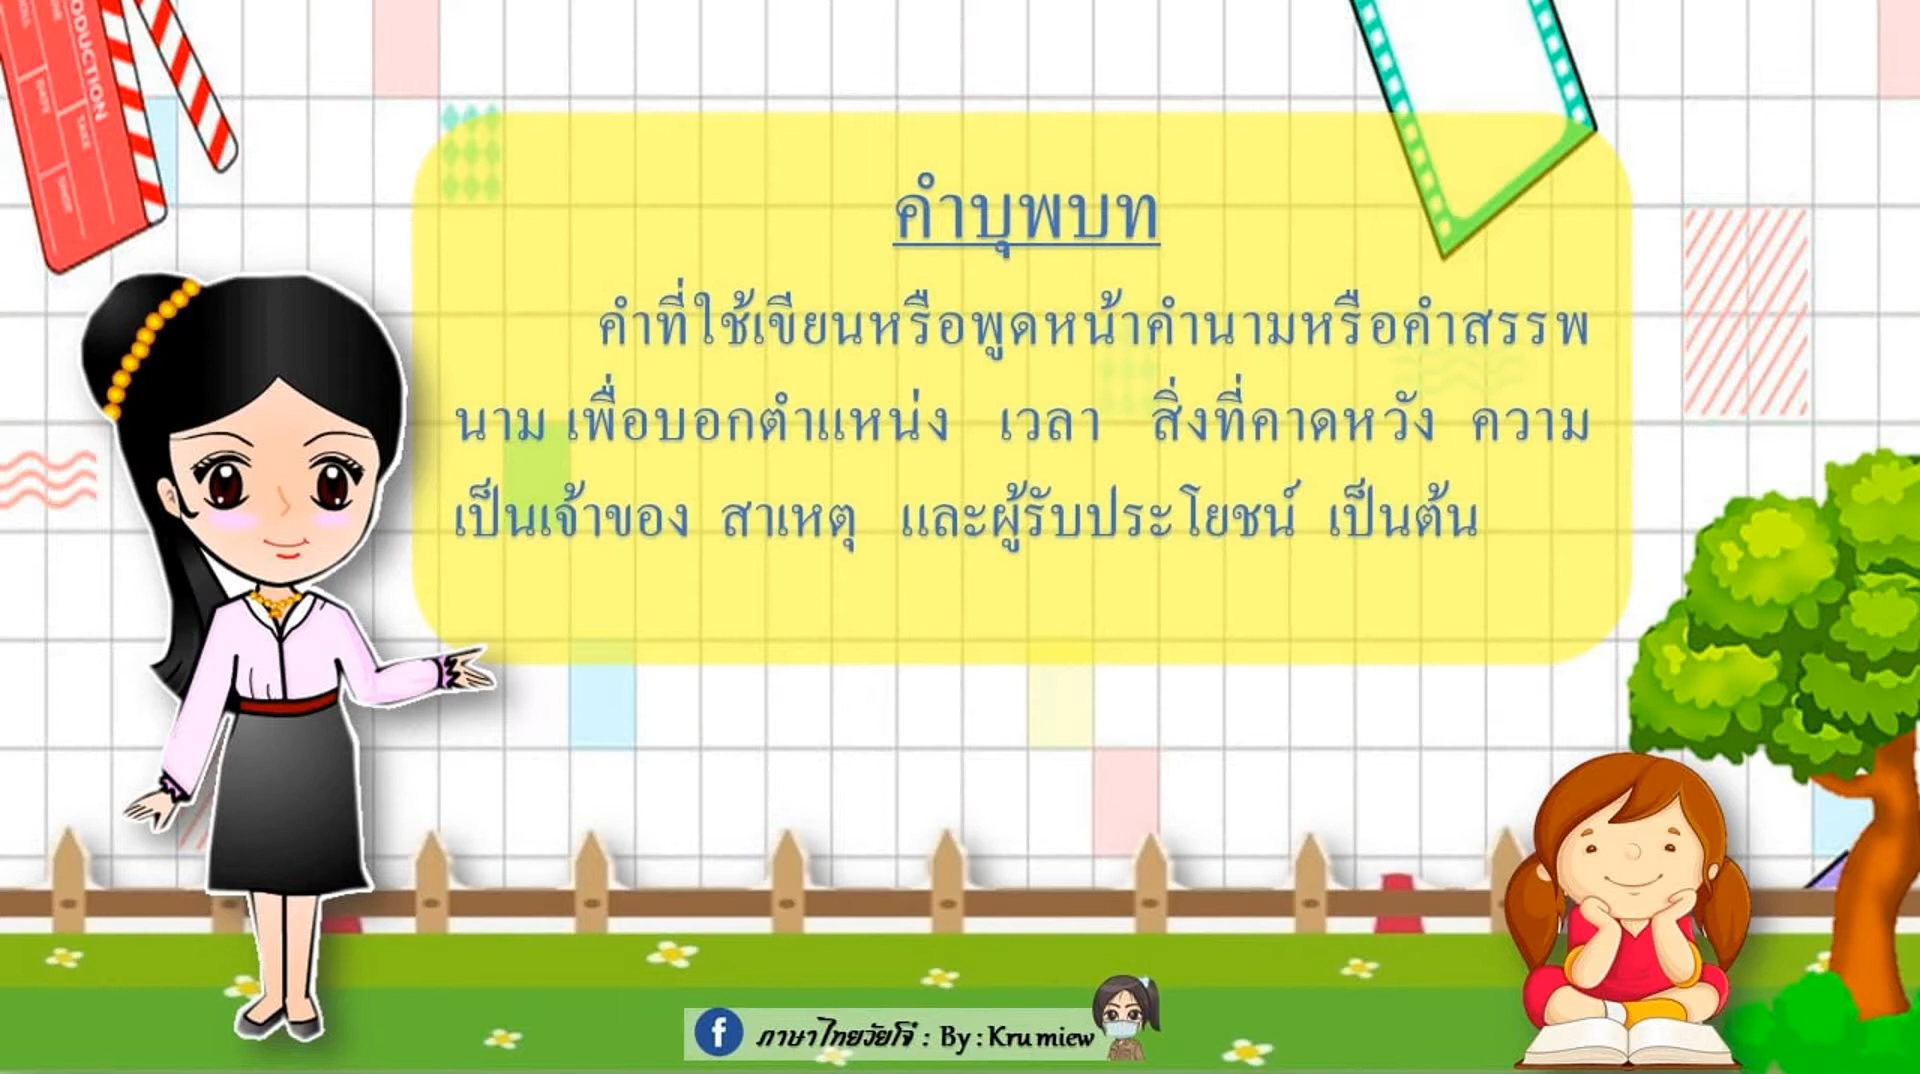 ODUCTION
DATE
TAKE
คำบุพบท
คำที่ใช้เขียนหรือพูดหน้าคำนามหรือคำสรรพ
นาม เพื่อบอกตำแหน่ง เวลา สิ่งที่คาดหวัง ความ
เป็นเจ้าของ สาเหตุ และผู้รับประโยชน์ เป็นต้น
f ภาษาไทยวัยโจ๋ : By : Kru miew